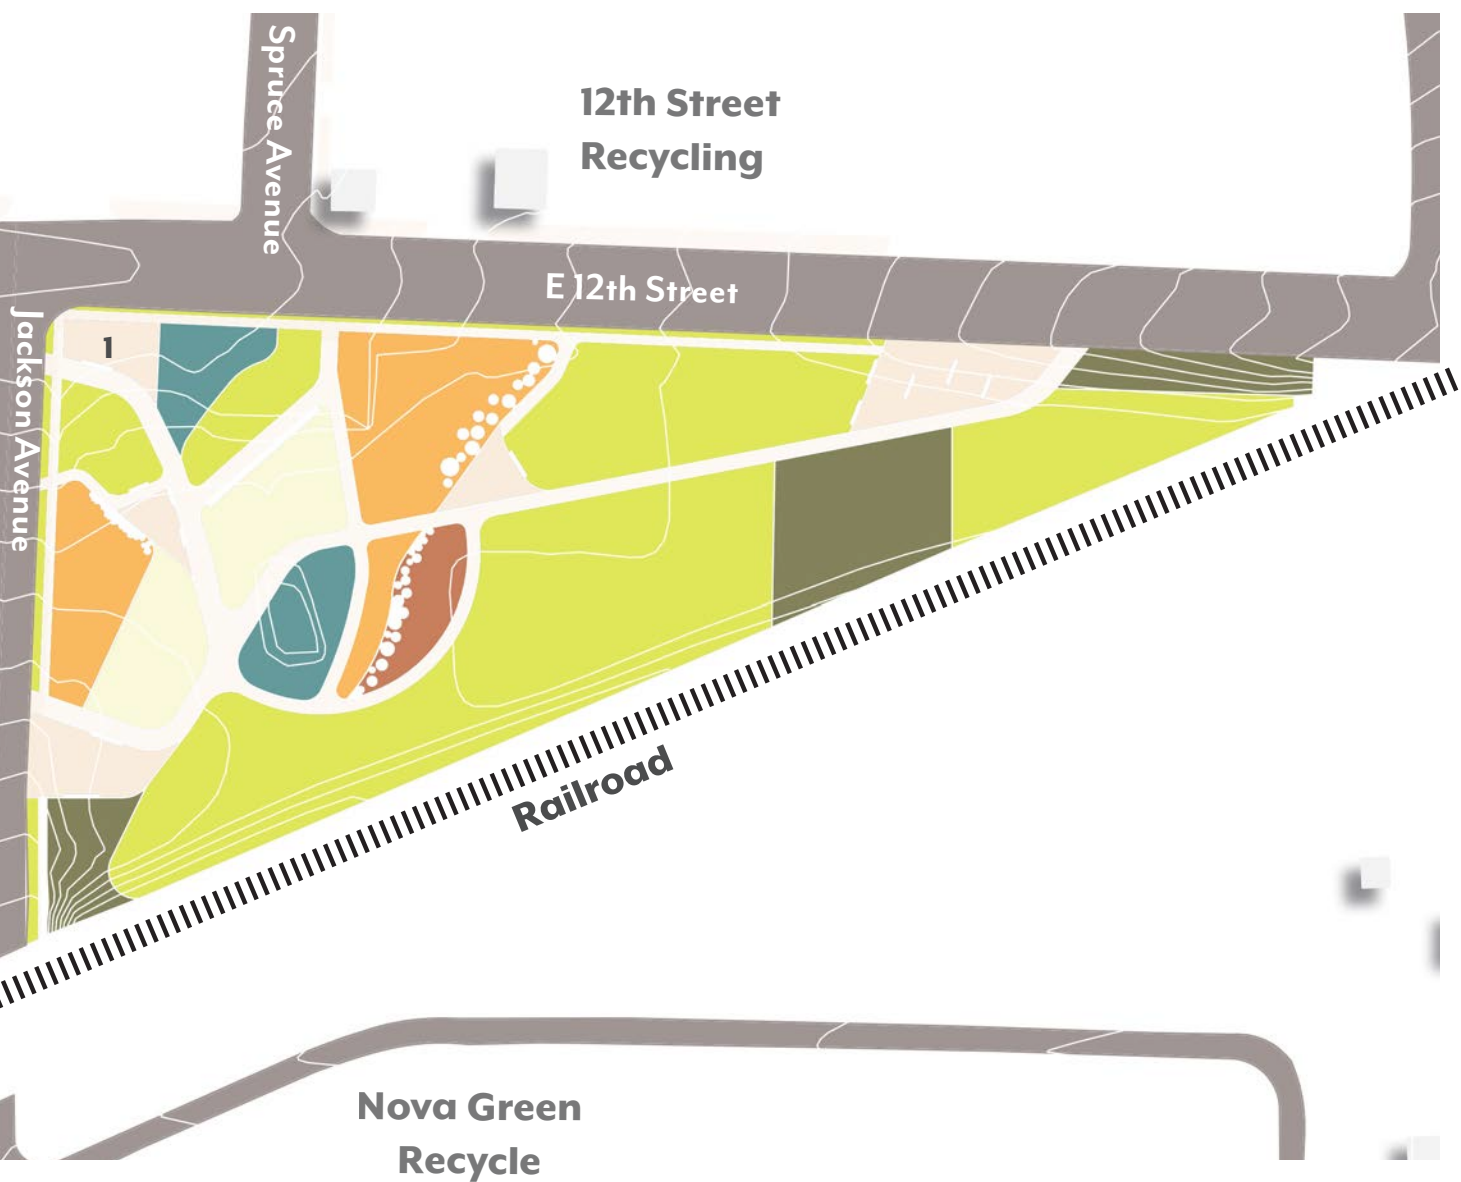 Spruce Avenue
12th Street
Recycling
E 12th Street
Jackson Avenue
1
Railroad
Nova Green
Recycle